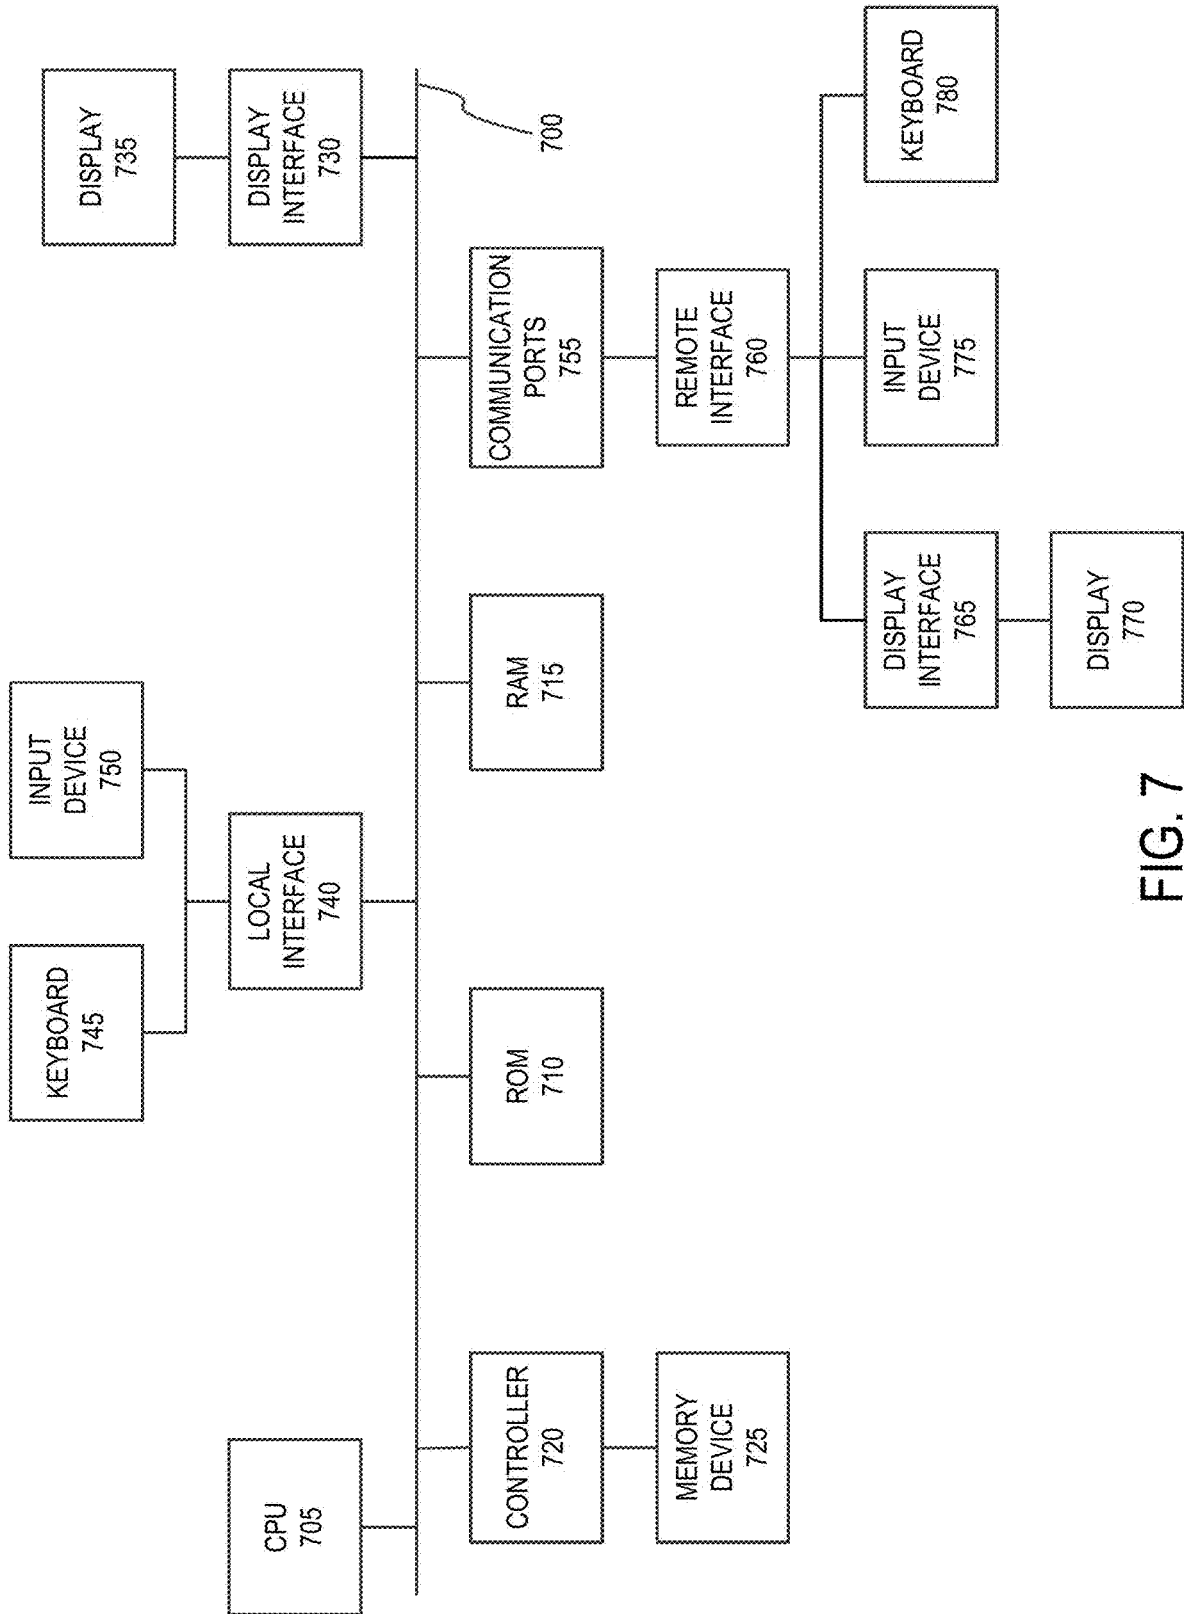 KEYBOARD
745
INPUT
DEVICE
750
DISPLAY
735
CPU
705
LOCAL
INTERFACE
740
DISPLAY
INTERFACE
730
700
CONTROLLER
720
ROM
710
RAM
715
COMMUNICATION
PORTS
755
MEMORY
DEVICE
725
REMOTE
INTERFACE
760
DISPLAY
INTERFACE
765
INPUT
DEVICE
775
KEYBOARD
780
DISPLAY
770
FIG. 7